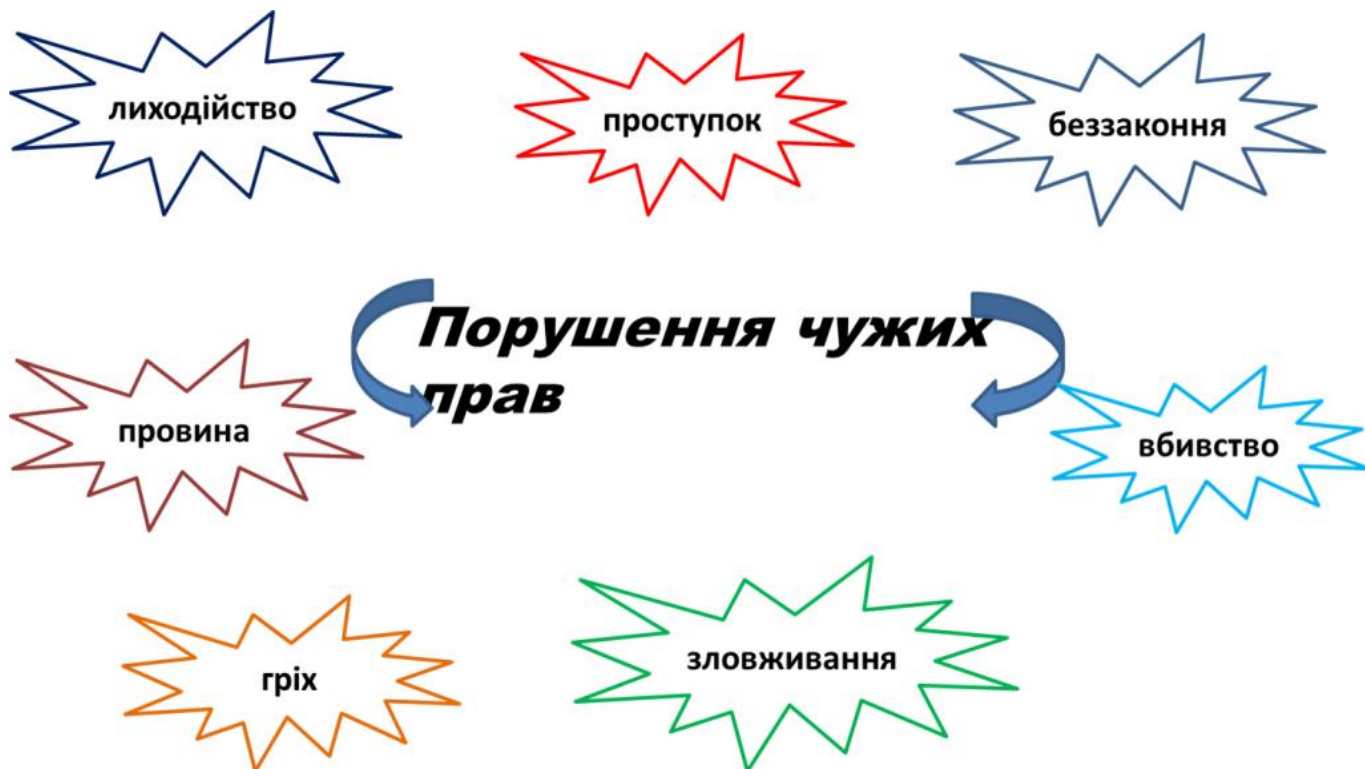 лиходійство
проступок
беззаконня
Порушення чужих
прав
провина
вбивство
гріх
зловживання